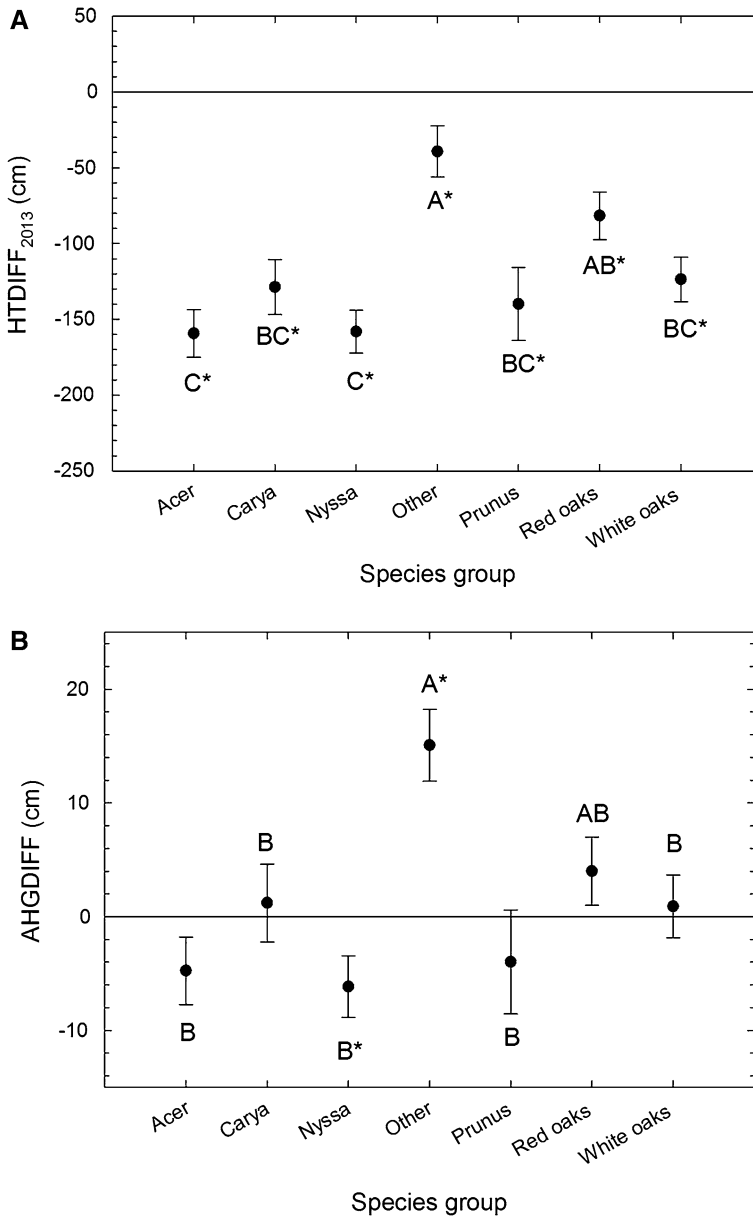 A
50
0
-50
-100
-150
-200
-250
HTDIFF2013 (cm)
C*
BC*
C*
A*
BC*
AB*
BC*
Acer
Carya
Nyssa
Other
Prunus
Red oaks
White oaks
Species group
B
20
10
0
-10
AHGDIFF (cm)
B
B
B*
A*
B
AB
B
Acer
Carya
Nyssa
Other
Prunus
Red oaks
White oaks
Species group